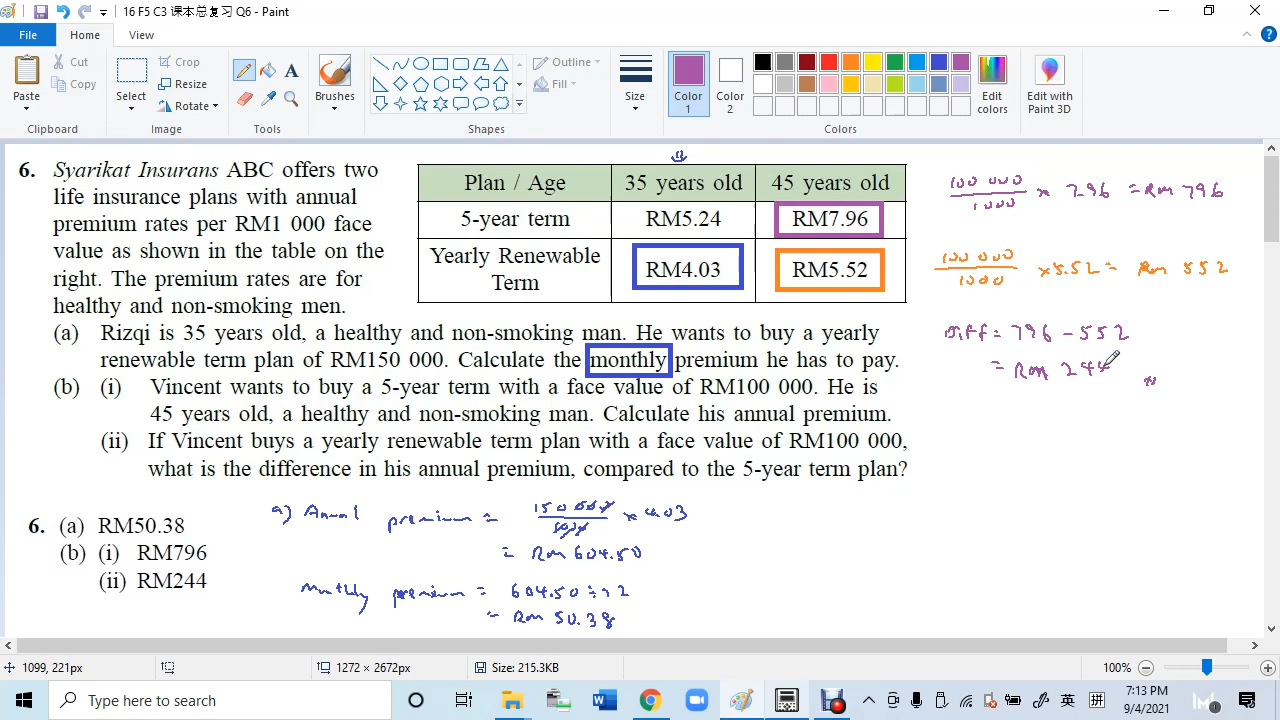 16 F5 C3 课本总复习 Q6 - Paint
File Home View
Paste
Cut
Copy
Clipboard
Select
Crop
Resize
Rotate
Image
Tools
Brushes
Shapes
Outline
Fill
Size
Color 1
Color 2
Colors
Edit colors
Edit with Paint 3D
6. Syarikat Insurans ABC offers two
life insurance plans with annual
premium rates per RM1 000 face
value as shown in the table on the
right. The premium rates are for
healthy and non-smoking men.
Plan / Age 35 years old 45 years old
5-year term RM5.24 RM7.96
Yearly Renewable Term RM4.03 RM5.52
(a) Rizqi is 35 years old, a healthy and non-smoking man. He wants to buy a yearly
renewable term plan of RM150 000. Calculate the monthly premium he has to pay.
(b) (i) Vincent wants to buy a 5-year term with a face value of RM100 000. He is
45 years old, a healthy and non-smoking man. Calculate his annual premium.
(ii) If Vincent buys a yearly renewable term plan with a face value of RM100 000,
what is the difference in his annual premium, compared to the 5-year term plan?
6. (a) RM50.38
(b) (i) RM796
(ii) RM244
a) Annual premium = 150 000 / 1000 × 4.03
= RM 604.50
Monthly premium = 604.50 ÷ 12
= RM 50.38
100 000 / 1000 × 7.96 = RM 796
100 000 / 1000 × 5.52 = RM 552
Diff = 796 - 552
= RM 244
1099, 221px
1272 × 2672px
Size: 215.3KB
100%
Type here to search
英
拼
7:13 PM
9/4/2021